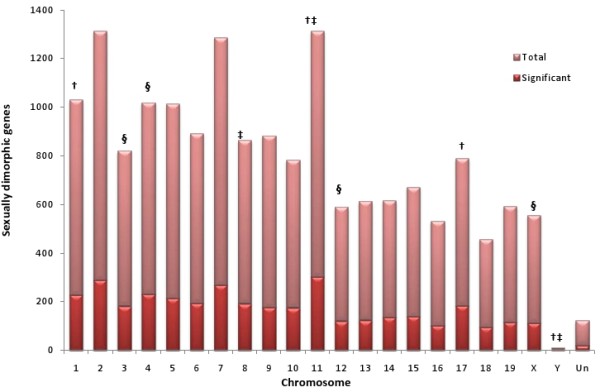 1400
1200
1000
800
600
400
200
0
Sexually dimorphic genes
Total
Significant
† § § ‡ †‡ § † § †‡
1 2 3 4 5 6 7 8 9 10 11 12 13 14 15 16 17 18 19 X Y Un
Chromosome